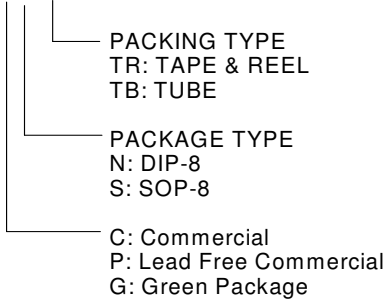 PACKING TYPE
TR: TAPE & REEL
TB: TUBE
PACKAGE TYPE
N: DIP-8
S: SOP-8
C: Commercial
P: Lead Free Commercial
G: Green Package